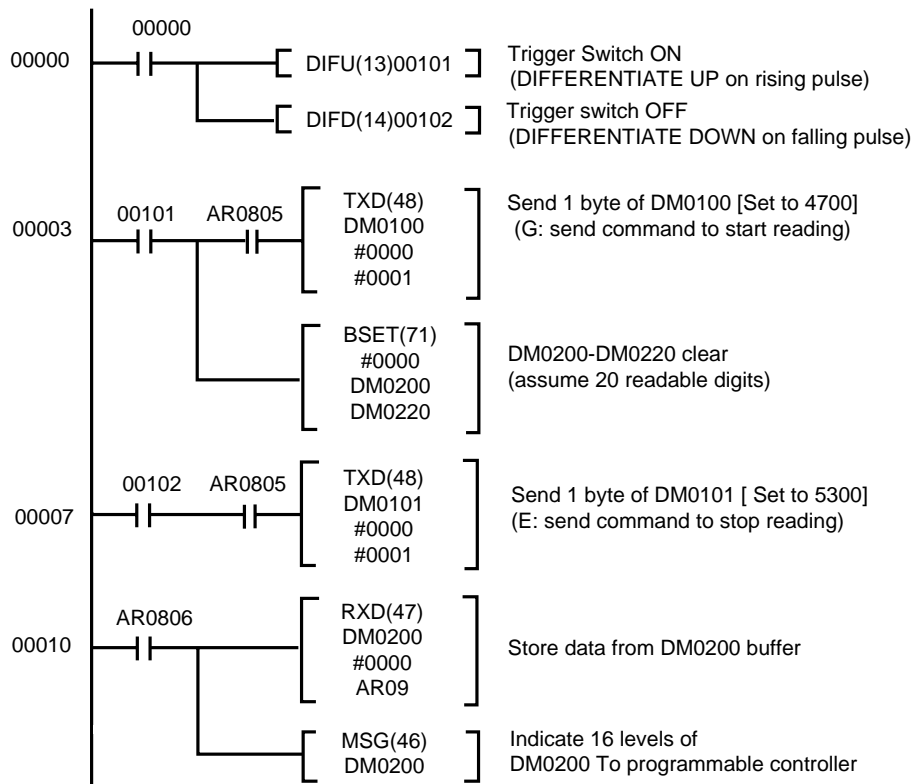 00000
00000
DIFU(13)00101
Trigger Switch ON
(DIFFERENTIATE UP on rising pulse)
DIFD(14)00102
Trigger switch OFF
(DIFFERENTIATE DOWN on falling pulse)
00003
00101
AR0805
TXD(48)
DM0100
#0000
#0001
Send 1 byte of DM0100 [Set to 4700]
(G: send command to start reading)
BSET(71)
#0000
DM0200
DM0220
DM0200-DM0220 clear
(assume 20 readable digits)
00007
00102
AR0805
TXD(48)
DM0101
#0000
#0001
Send 1 byte of DM0101 [ Set to 5300]
(E: send command to stop reading)
00010
AR0806
RXD(47)
DM0200
#0000
AR09
Store data from DM0200 buffer
MSG(46)
DM0200
Indicate 16 levels of
DM0200 To programmable controller